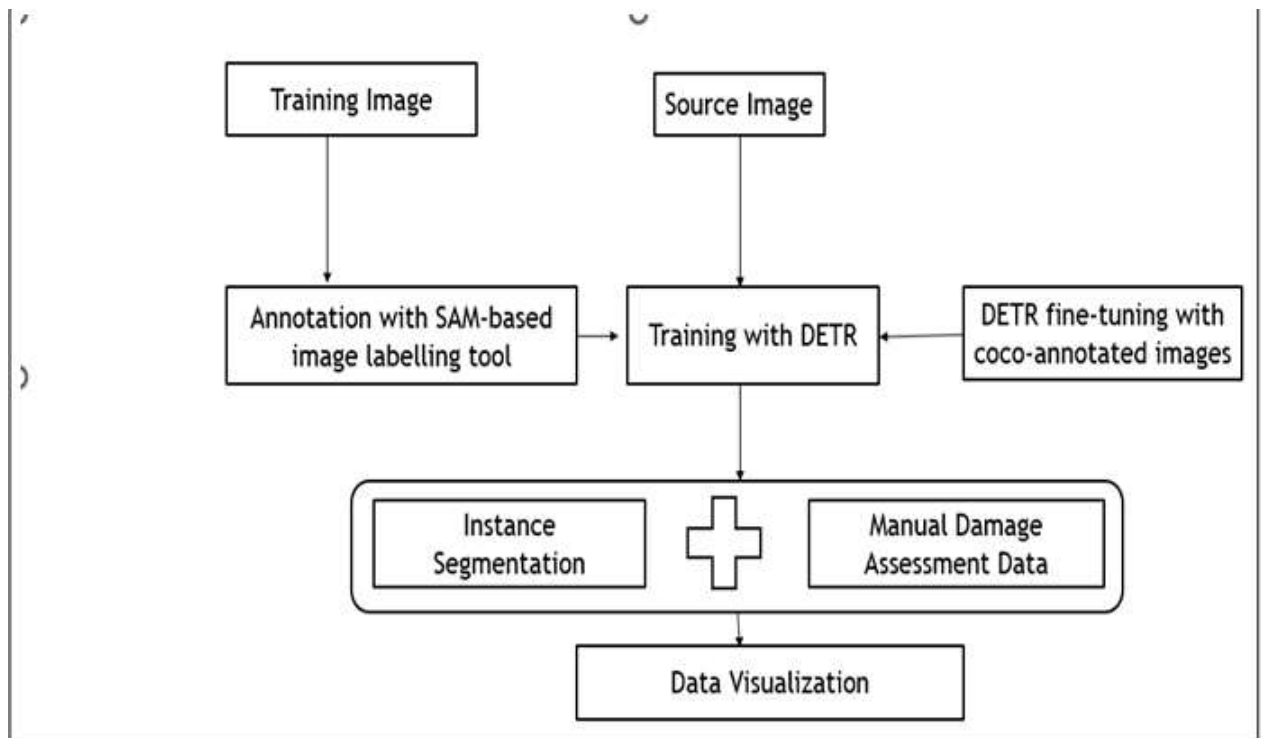 Training Image
Source Image
Annotation with SAM-based
image labelling tool
Training with DETR
DETR fine-tuning with
coco-annotated images
Instance
Segmentation
Manual Damage
Assessment Data
Data Visualization